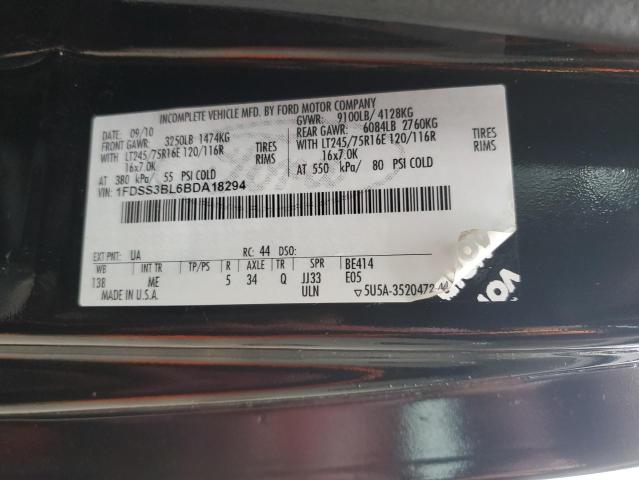 INCOMPLETE VEHICLE MFD. BY FORD MOTOR COMPANY
DATE: 09/10 GVWR: 9100LB/ 4128KG
FRONT GAWR: 3250LB 1474KG REAR GAWR: 6084LB 2760KG
WITH LT245/75R16E 120/116R TIRES WITH LT245/75R16E 120/116R TIRES
16x7.0K RIMS 16x7.0K RIMS
AT 380 kPa/ 55 PSI COLD AT 550 kPa/ 80 PSI COLD
VIN: 1FDSS3BL6BDA18294
EXT PNT: UA RC: 44 DSO:
WB INT TR TP/PS R AXLE TR SPR BE414
138 ME 5 34 Q JJ33 E05
MADE IN U.S.A. ULN ▽5U5A-3520472-